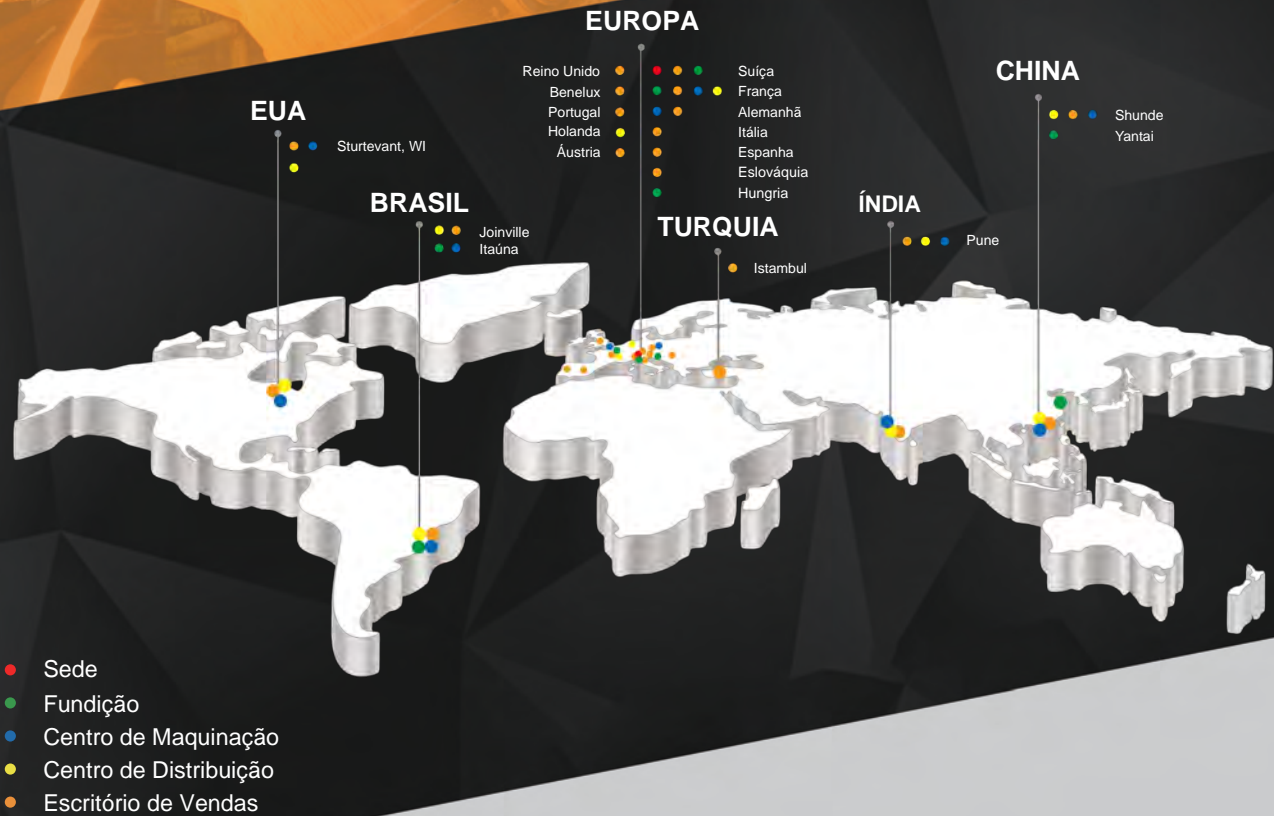 EUROPA
Reino Unido
Benelux
Portugal
Holanda
Áustria
Suíça
França
Alemanhã
Itália
Espanha
Eslováquia
Hungria
CHINA
Shunde
Yantai
EUA
Sturtevant, WI
BRASIL
Joinville
Itaúna
TURQUIA
Istambul
ÍNDIA
Pune
Sede
Fundição
Centro de Maquinação
Centro de Distribuição
Escritório de Vendas